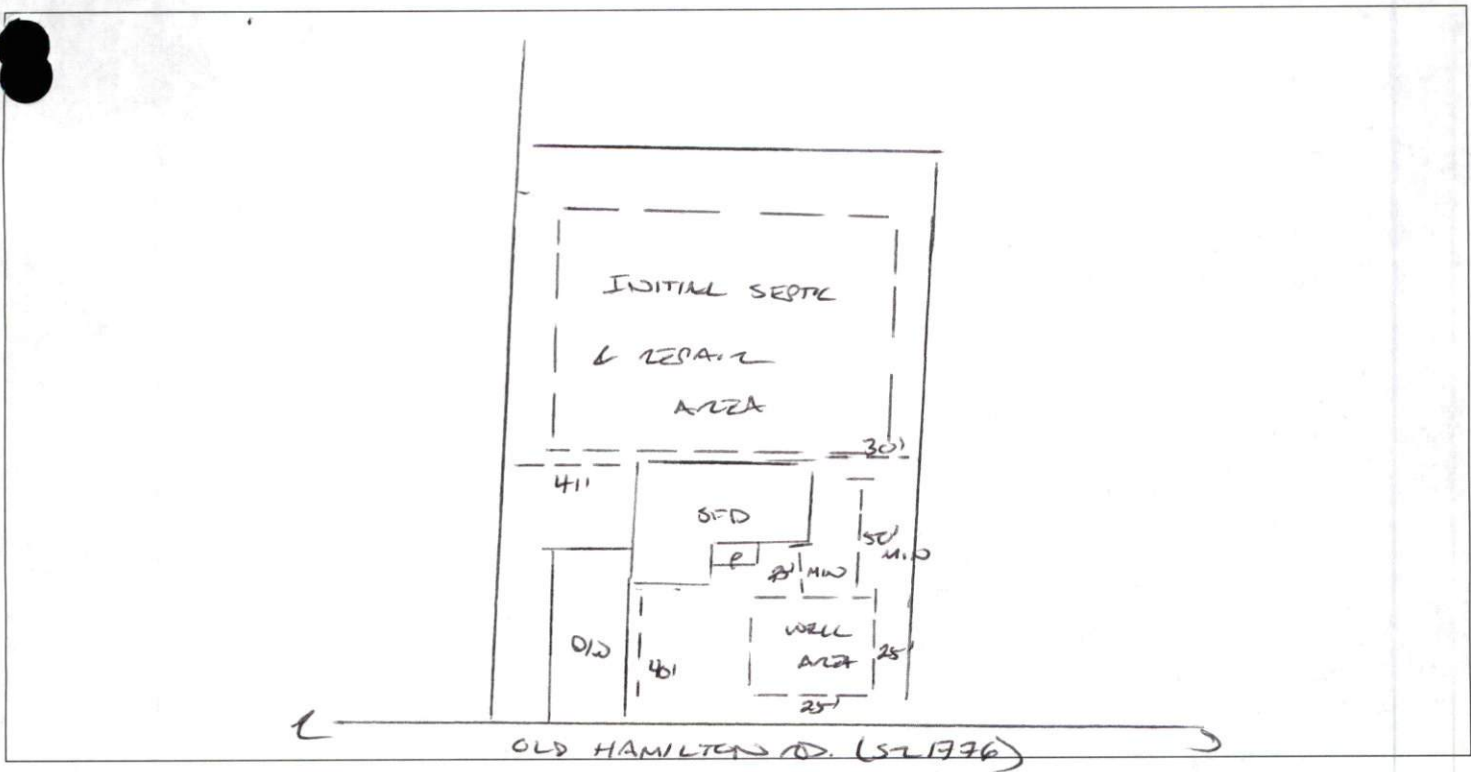 INITIAL SEPTIC
& REPAIR
AREA
30'
41'
SFD
P
50'
MIN
25' MIN
D/W
40'
WELL
AREA
25'
25'
OLD HAMILTON RD. (SR 1776)